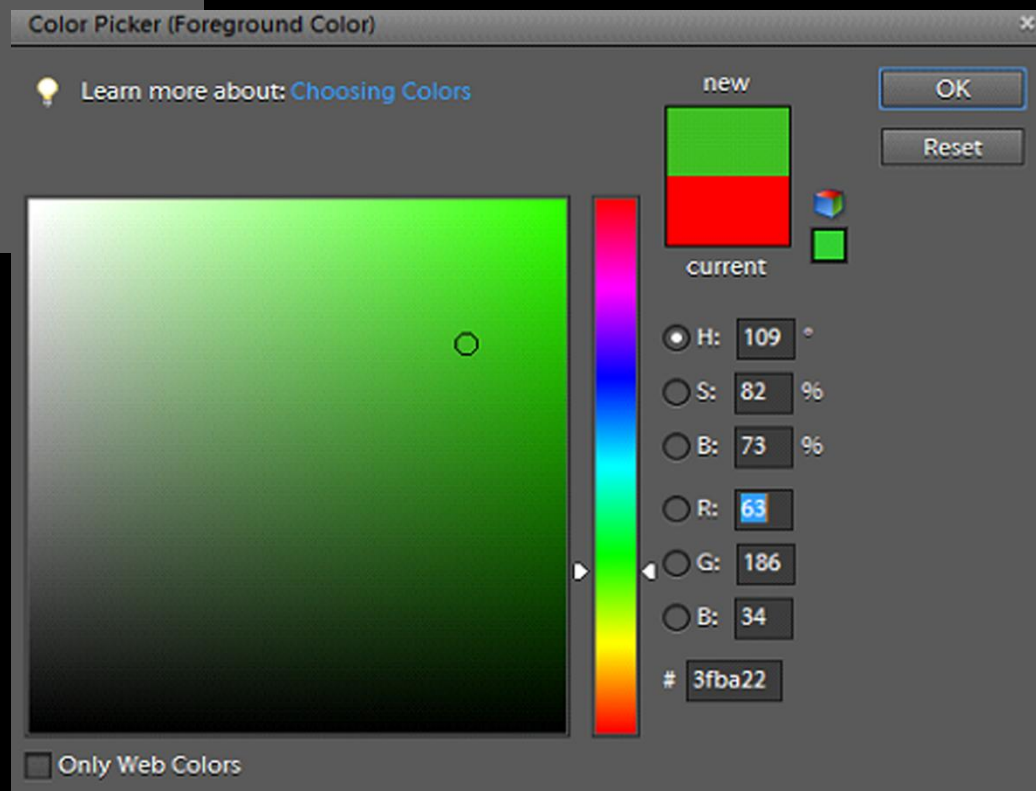 Color Picker (Foreground Color)
Learn more about: Choosing Colors
new
OK
Reset
current
H: 109 °
S: 82 %
B: 73 %
R: 63
G: 186
B: 34
# 3fba22
Only Web Colors